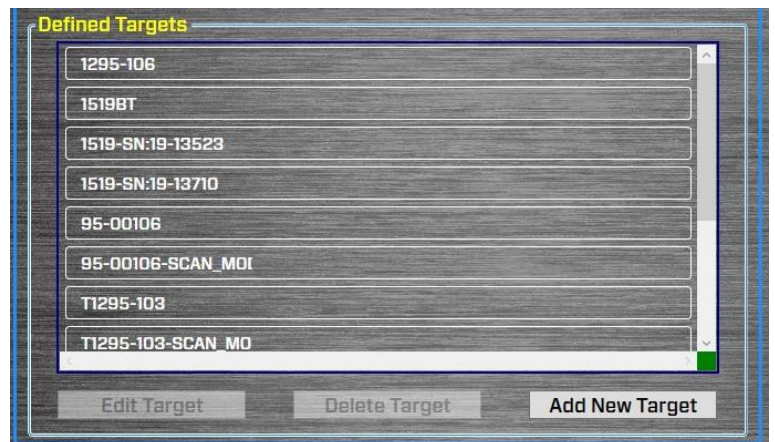 Defined Targets
1295-106
1519BT
1519-SN:19-13523
1519-SN:19-13710
95-00106
95-00106-SCAN_MO
T1295-103
T1295-103-SCAN_MO
Edit Target
Delete Target
Add New Target